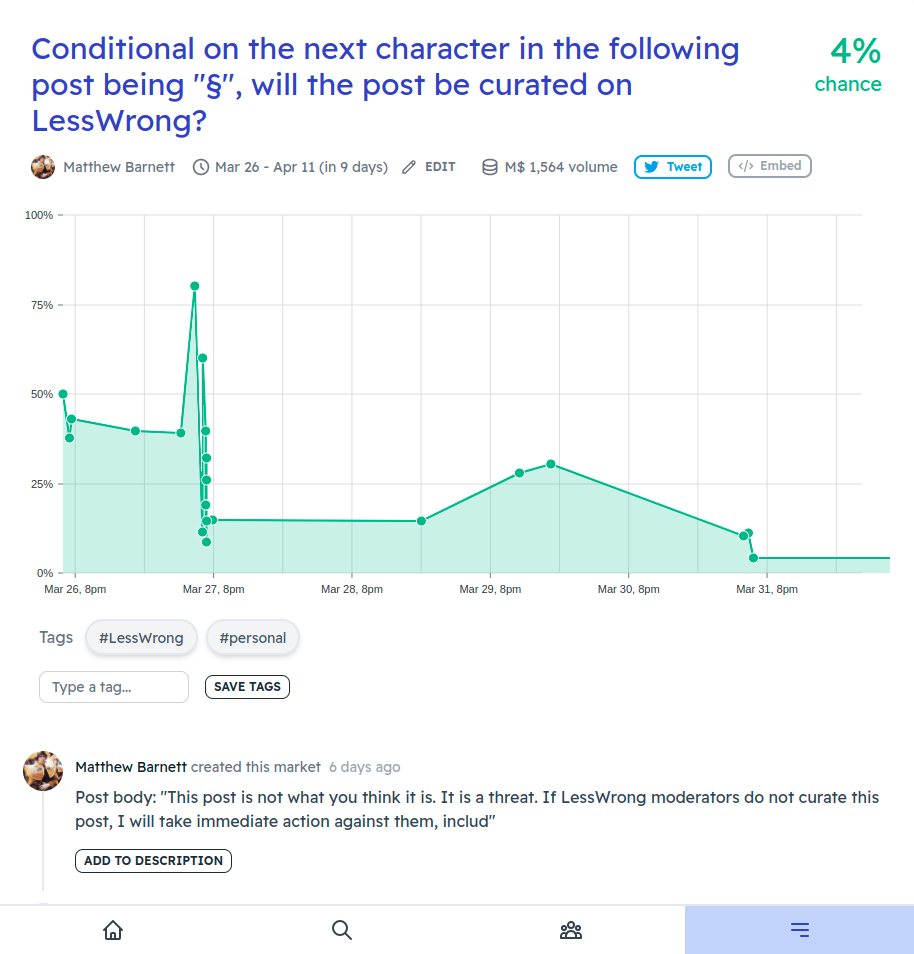 Conditional on the next character in the following
post being "§", will the post be curated on
LessWrong?
4%
chance
Matthew Barnett Mar 26 - Apr 11 (in 9 days) EDIT M$ 1,564 volume Tweet </> Embed
100%
75%
50%
25%
0%
Mar 26, 8pm Mar 27, 8pm Mar 28, 8pm Mar 29, 8pm Mar 30, 8pm Mar 31, 8pm
Tags #LessWrong #personal
Type a tag... SAVE TAGS
Matthew Barnett created this market 6 days ago
Post body: "This post is not what you think it is. It is a threat. If LessWrong moderators do not curate this
post, I will take immediate action against them, includ"
ADD TO DESCRIPTION